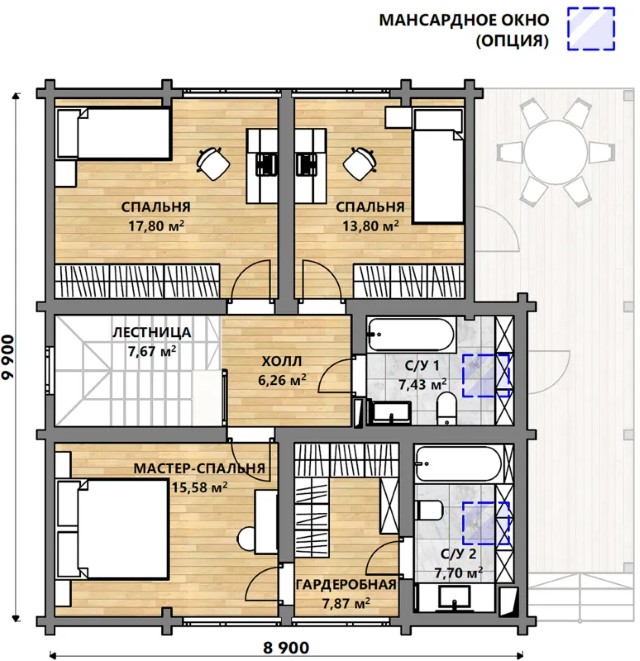 МАНСАРДНОЕ ОКНО
(ОПЦИЯ)
СПАЛЬНЯ
17,80 м²
СПАЛЬНЯ
13,80 м²
ЛЕСТНИЦА
7,67 м²
ХОЛЛ
6,26 м²
С/У 1
7,43 м²
9 900
МАСТЕР-СПАЛЬНЯ
15,58 м²
ГАРДЕРОБНАЯ
7,87 м²
С/У 2
7,70 м²
8 900